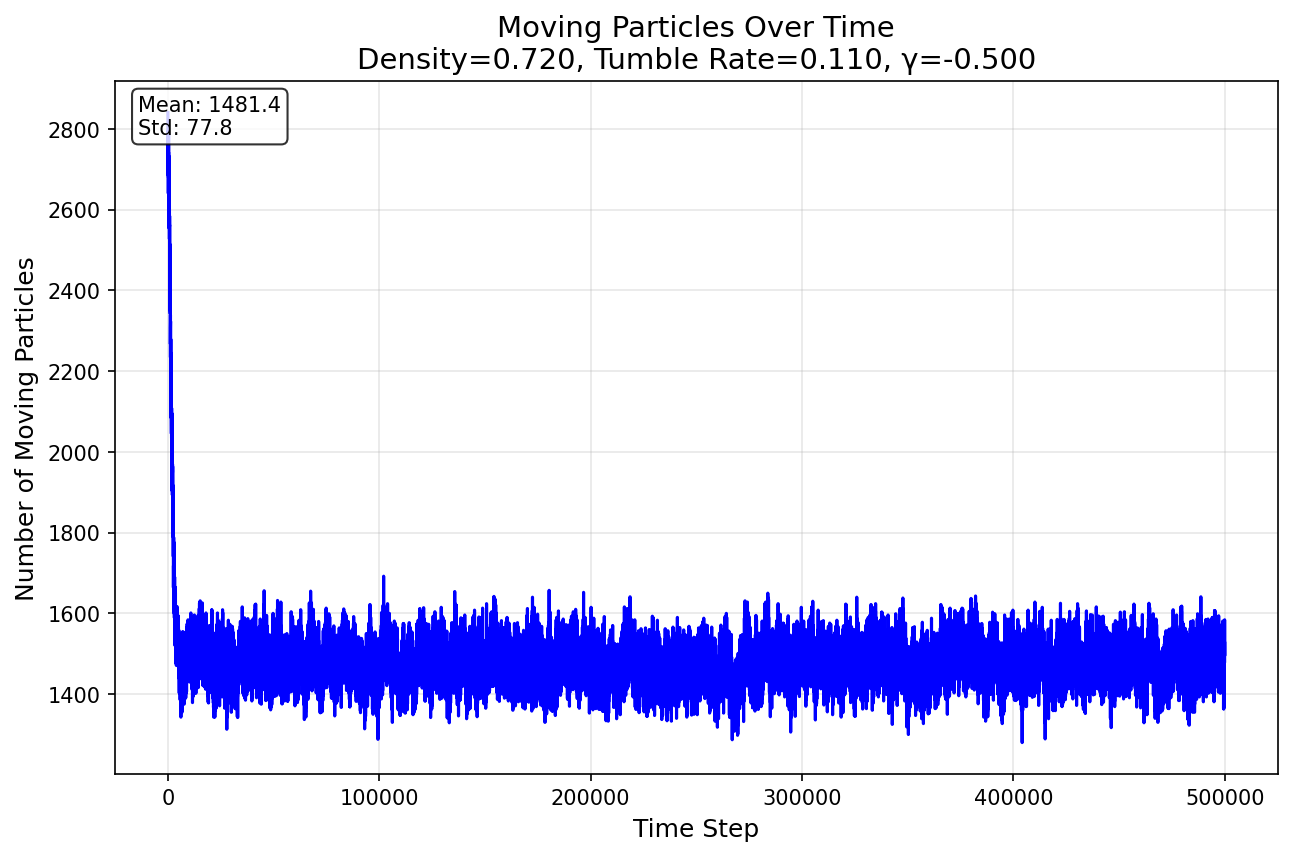 Moving Particles Over Time
Density=0.720, Tumble Rate=0.110, γ=-0.500
Mean: 1481.4
Std: 77.8
Number of Moving Particles
2800
2600
2400
2200
2000
1800
1600
1400
0 100000 200000 300000 400000 500000
Time Step